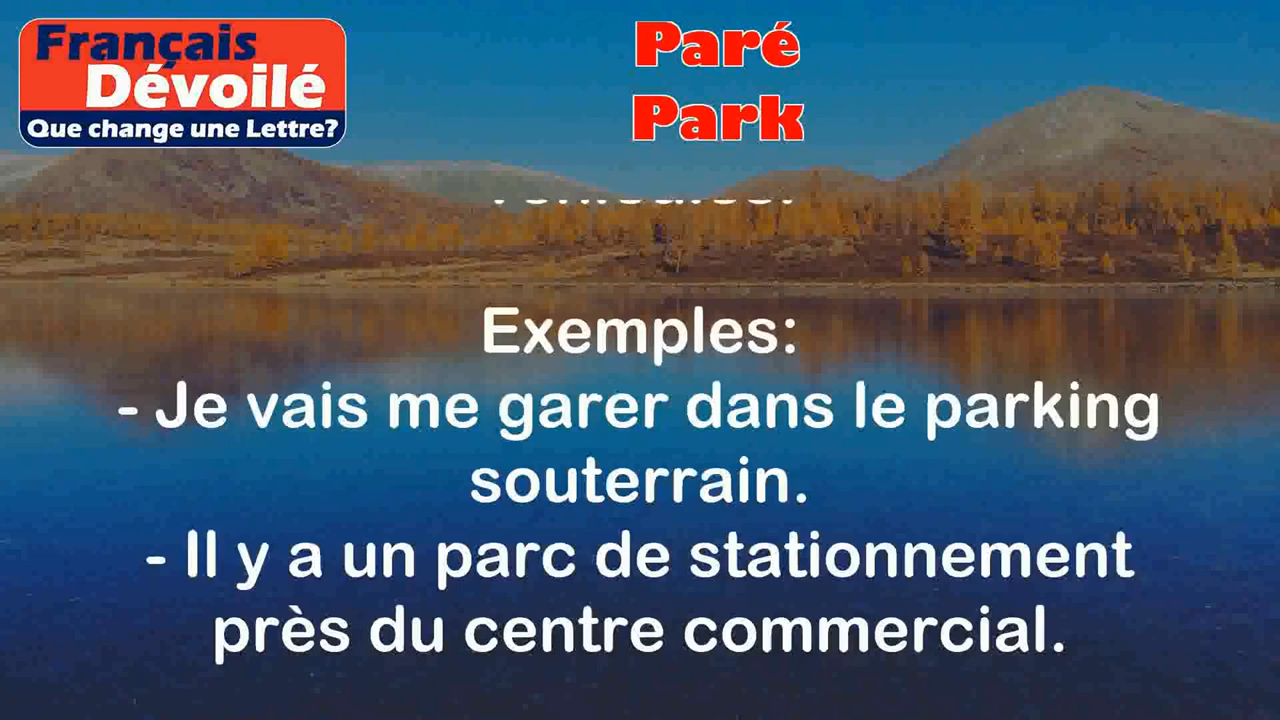 Français
Dévoilé
Que change une Lettre?
Paré
Park
Exemples:
- Je vais me garer dans le parking
souterrain.
- Il y a un parc de stationnement
près du centre commercial.